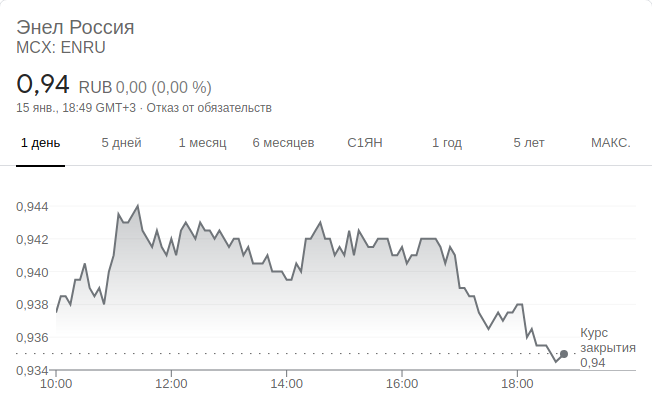 Энел Россия
MCX: ENRU
0,94 RUB 0,00 (0,00 %)
15 янв., 18:49 GMT+3 · Отказ от обязательств
1 день 5 дней 1 месяц 6 месяцев С1ЯН 1 год 5 лет МАКС.
0,944
0,942
0,940
0,938
0,936
0,934
Курс
закрытия
0,94
10:00 12:00 14:00 16:00 18:00